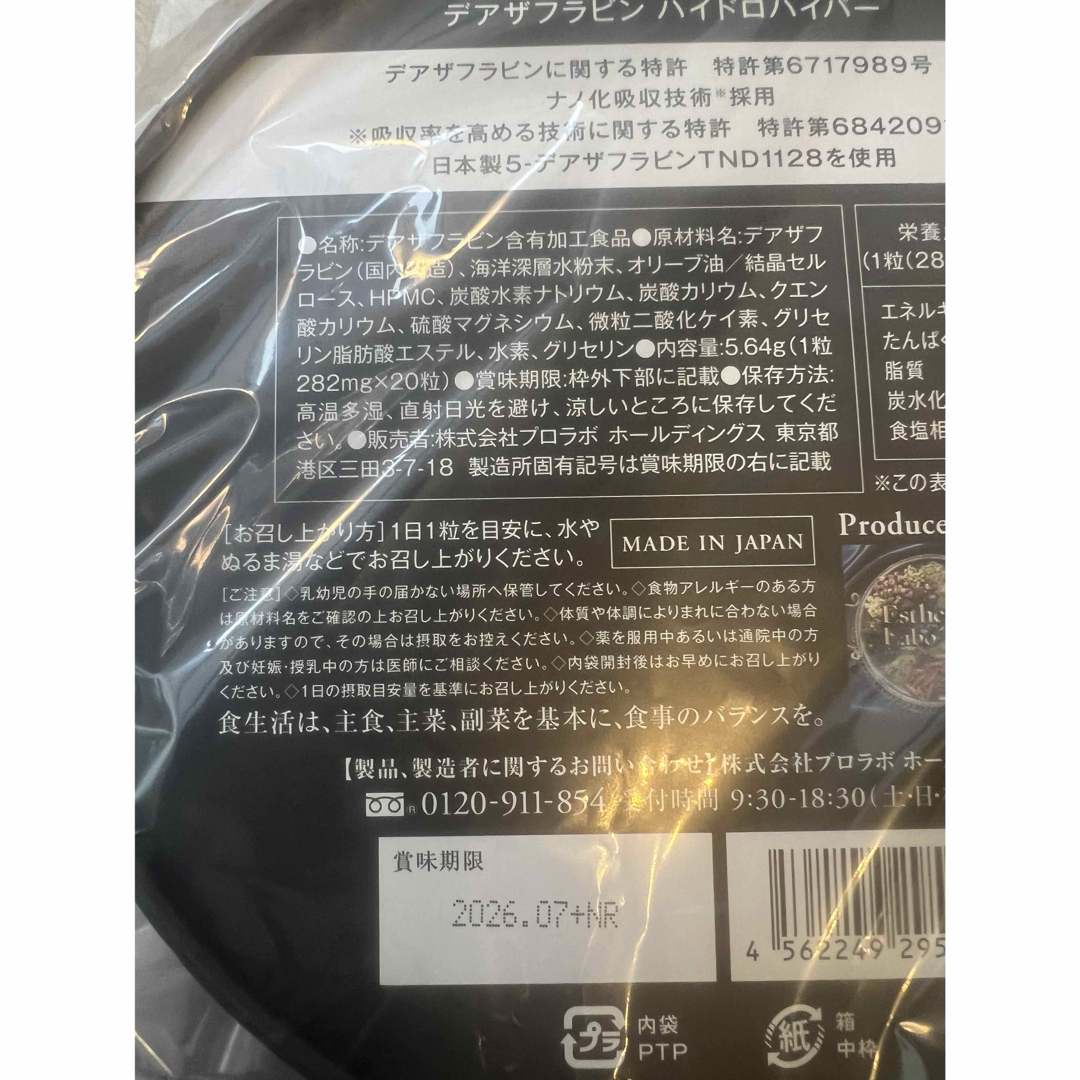 デアザフラビン ハイドロハイパー
デアザフラビンに関する特許 特許第6717989号
ナノ化吸収技術※採用
※吸収率を高める技術に関する特許 特許第684209
日本製5-デアザフラビンTND1128を使用
●名称:デアザフラビン含有加工食品●原材料名:デアザフ
ラビン(国内製造)、海洋深層水粉末、オリーブ油/結晶セル
ロース、HPMC、炭酸水素ナトリウム、炭酸カリウム、クエン
酸カリウム、硫酸マグネシウム、微粒二酸化ケイ素、グリセ
リン脂肪酸エステル、水素、グリセリン●内容量:5.64g(1粒
282mg×20粒)●賞味期限:枠外下部に記載●保存方法:
高温多湿、直射日光を避け、涼しいところに保存してくだ
さい。●販売者:株式会社プロラボ ホールディングス 東京都
港区三田3-7-18 製造所固有記号は賞味期限の右に記載
栄養
(1粒(28
エネルギ
たんぱく
脂質
炭水化
食塩相
※この表
[お召し上がり方]1日1粒を目安に、水や
ぬるま湯などでお召し上がりください。
MADE IN JAPAN
Produce
Esthe
Labo
[ご注意]◇乳幼児の手の届かない場所へ保管してください。◇食物アレルギーのある方
は原材料名をご確認の上お召し上がりください。◇体質や体調によりまれに合わない場合
がありますので、その場合は摂取をお控えください。◇薬を服用中あるいは通院中の方
及び妊娠・授乳中の方は医師にご相談ください。◇内袋開封後はお早めにお召し上がり
ください。◇1日の摂取目安量を基準にお召し上がりください。
食生活は、主食、主菜、副菜を基本に、食事のバランスを。
【製品、製造者に関するお問い合わせ】株式会社プロラボ ホー
0120-911-854 受付時間 9:30-18:30(土・日・
賞味期限
2026.07+NR
4 562249 295
プラ
内袋
PTP
紙
箱
中枠